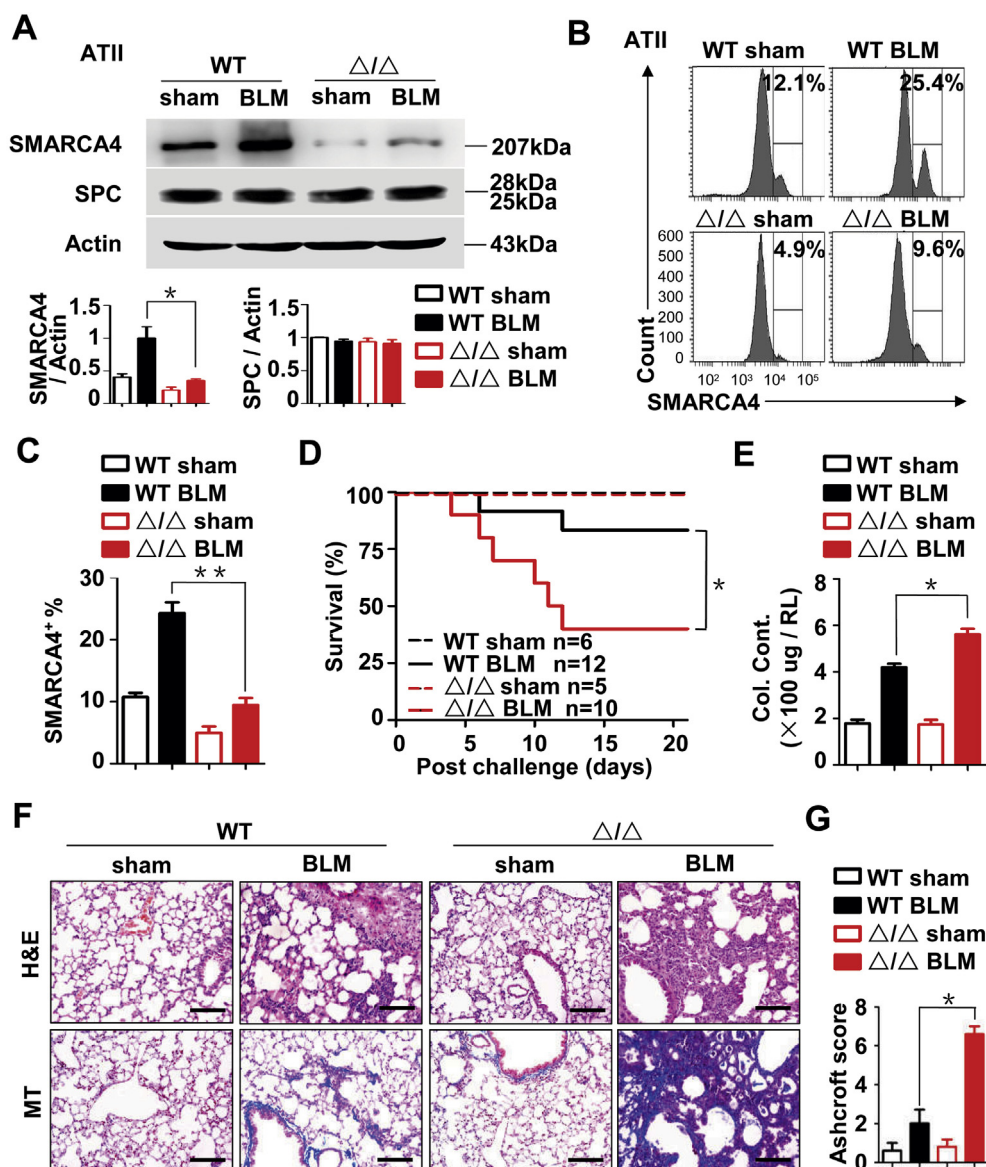 A
ATII
WT △/△
sham BLM sham BLM
SMARCA4 207kDa
SPC 28kDa
25kDa
Actin 43kDa
SMARCA4 / Actin
1.5
1
0.5
0
*
SPC / Actin
1.5
1
0.5
0
WT sham
WT BLM
△/△ sham
△/△ BLM
B
ATII
WT sham WT BLM
12.1% 25.4%
△/△ sham △/△ BLM
4.9% 9.6%
600
500
400
300
200
100
0
Count
10² 10³ 10⁴ 10⁵ 10² 10³ 10⁴ 10⁵
SMARCA4
C
WT sham
WT BLM
△/△ sham
△/△ BLM
SMARCA4⁺ %
30
20
10
0
* *
D
Survival (%)
100
75
50
25
0
*
WT sham n=6
WT BLM n=12
△/△ sham n=5
△/△ BLM n=10
0 5 10 15 20
Post challenge (days)
E
WT sham
WT BLM
△/△ sham
△/△ BLM
Col. Cont.
(×100 ug / RL)
8
6
4
2
0
*
F
WT △/△
sham BLM sham BLM
H&E
MT
G
WT sham
WT BLM
△/△ sham
△/△ BLM
Ashcroft score
8
6
4
2
0
*